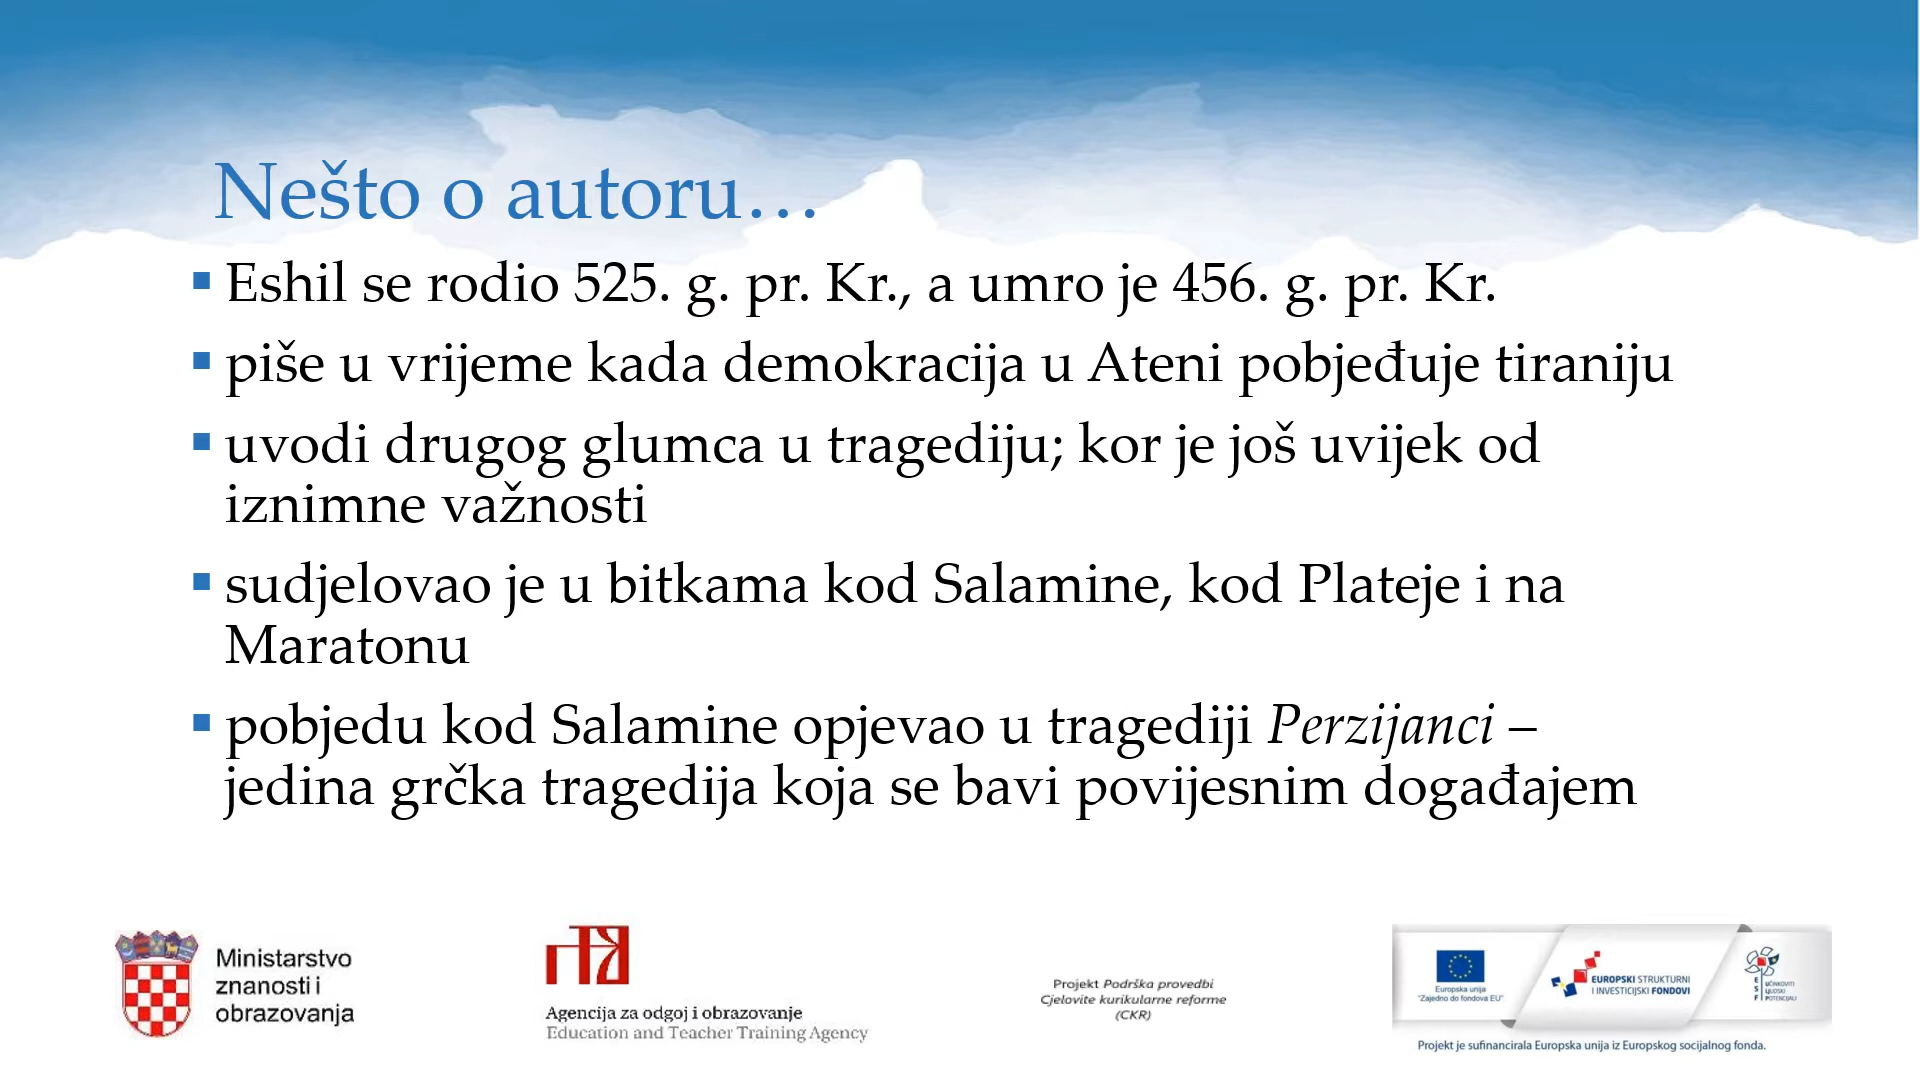 Nešto o autoru…
▪ Eshil se rodio 525. g. pr. Kr., a umro je 456. g. pr. Kr.
▪ piše u vrijeme kada demokracija u Ateni pobjeđuje tiraniju
▪ uvodi drugog glumca u tragediju; kor je još uvijek od
iznimne važnosti
▪ sudjelovao je u bitkama kod Salamine, kod Plateje i na
Maratonu
▪ pobjedu kod Salamine opjevao u tragediji Perzijanci –
jedina grčka tragedija koja se bavi povijesnim događajem
Ministarstvo
znanosti i
obrazovanja
Agencija za odgoj i obrazovanje
Education and Teacher Training Agency
Projekt Podrška provedbi
Cjelovite kurikularne reforme
(CKR)
Europska unija
"Zajedno do fondova EU"
EUROPSKI STRUKTURNI
I INVESTICIJSKI FONDOVI
ESF
UČINKOVITI
LJUDSKI
POTENCIJALI
Projekt je sufinancirala Europska unija iz Europskog socijalnog fonda.